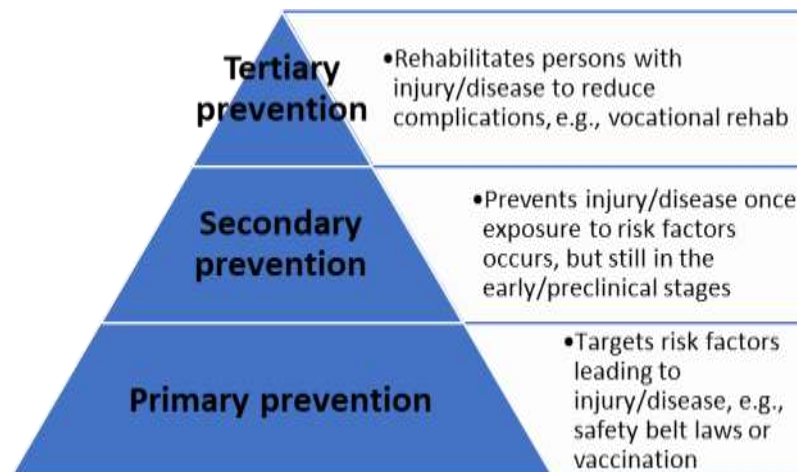 Tertiary
prevention
•Rehabilitates persons with
injury/disease to reduce
complications, e.g., vocational rehab
Secondary
prevention
•Prevents injury/disease once
exposure to risk factors
occurs, but still in the
early/preclinical stages
Primary prevention
•Targets risk factors
leading to
injury/disease, e.g.,
safety belt laws or
vaccination